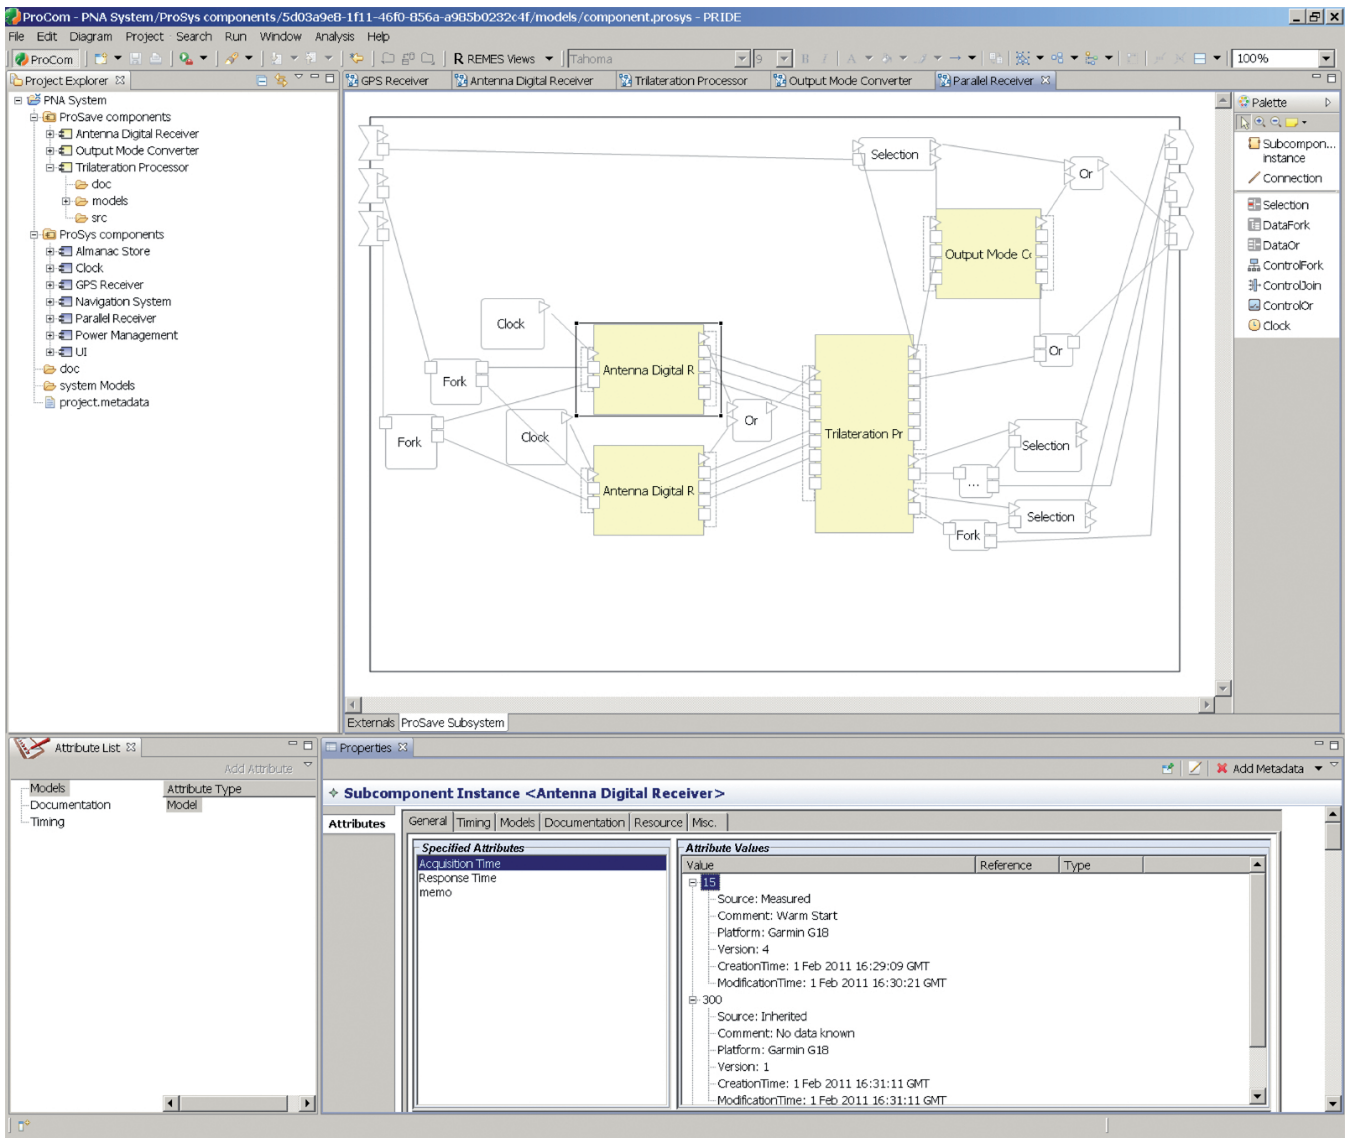 ProCom - PNA System/ProSys components/5d03a9e8-1f11-46f0-856a-a985b0232c4f/models/component.prosys - PRIDE
File Edit Diagram Project Search Run Window Analysis Help
ProCom R REMES Views Tahoma 9 B I A 100%
Project Explorer
GPS Receiver Antenna Digital Receiver Trilateration Processor Output Mode Converter Parallel Receiver
PNA System
ProSave components
Antenna Digital Receiver
Output Mode Converter
Trilateration Processor
doc
models
src
ProSys components
Almanac Store
Clock
GPS Receiver
Navigation System
Parallel Receiver
Power Management
UI
doc
system Models
project.metadata
Selection
Or
Output Mode Co
Clock
Antenna Digital R
Or
Fork
Or
Fork
Clock
Trilateration Pr
Selection
Antenna Digital R
...
Selection
Fork
Palette
Subcompon...
instance
Connection
Selection
DataFork
DataOr
ControlFork
ControlJoin
ControlOr
Clock
Externals ProSave Subsystem
Attribute List
Add Attribute
Models Attribute Type
Documentation Model
Timing
Properties
Add Metadata
Subcomponent Instance <Antenna Digital Receiver>
Attributes
General Timing Models Documentation Resource Misc.
Specified Attributes
Acquisition Time
Response Time
memo
Attribute Values
Value Reference Type
15
Source: Measured
Comment: Warm Start
Platform: Garmin G18
Version: 4
CreationTime: 1 Feb 2011 16:29:09 GMT
ModificationTime: 1 Feb 2011 16:30:21 GMT
300
Source: Inherited
Comment: No data known
Platform: Garmin G18
Version: 1
CreationTime: 1 Feb 2011 16:31:11 GMT
ModificationTime: 1 Feb 2011 16:31:11 GMT